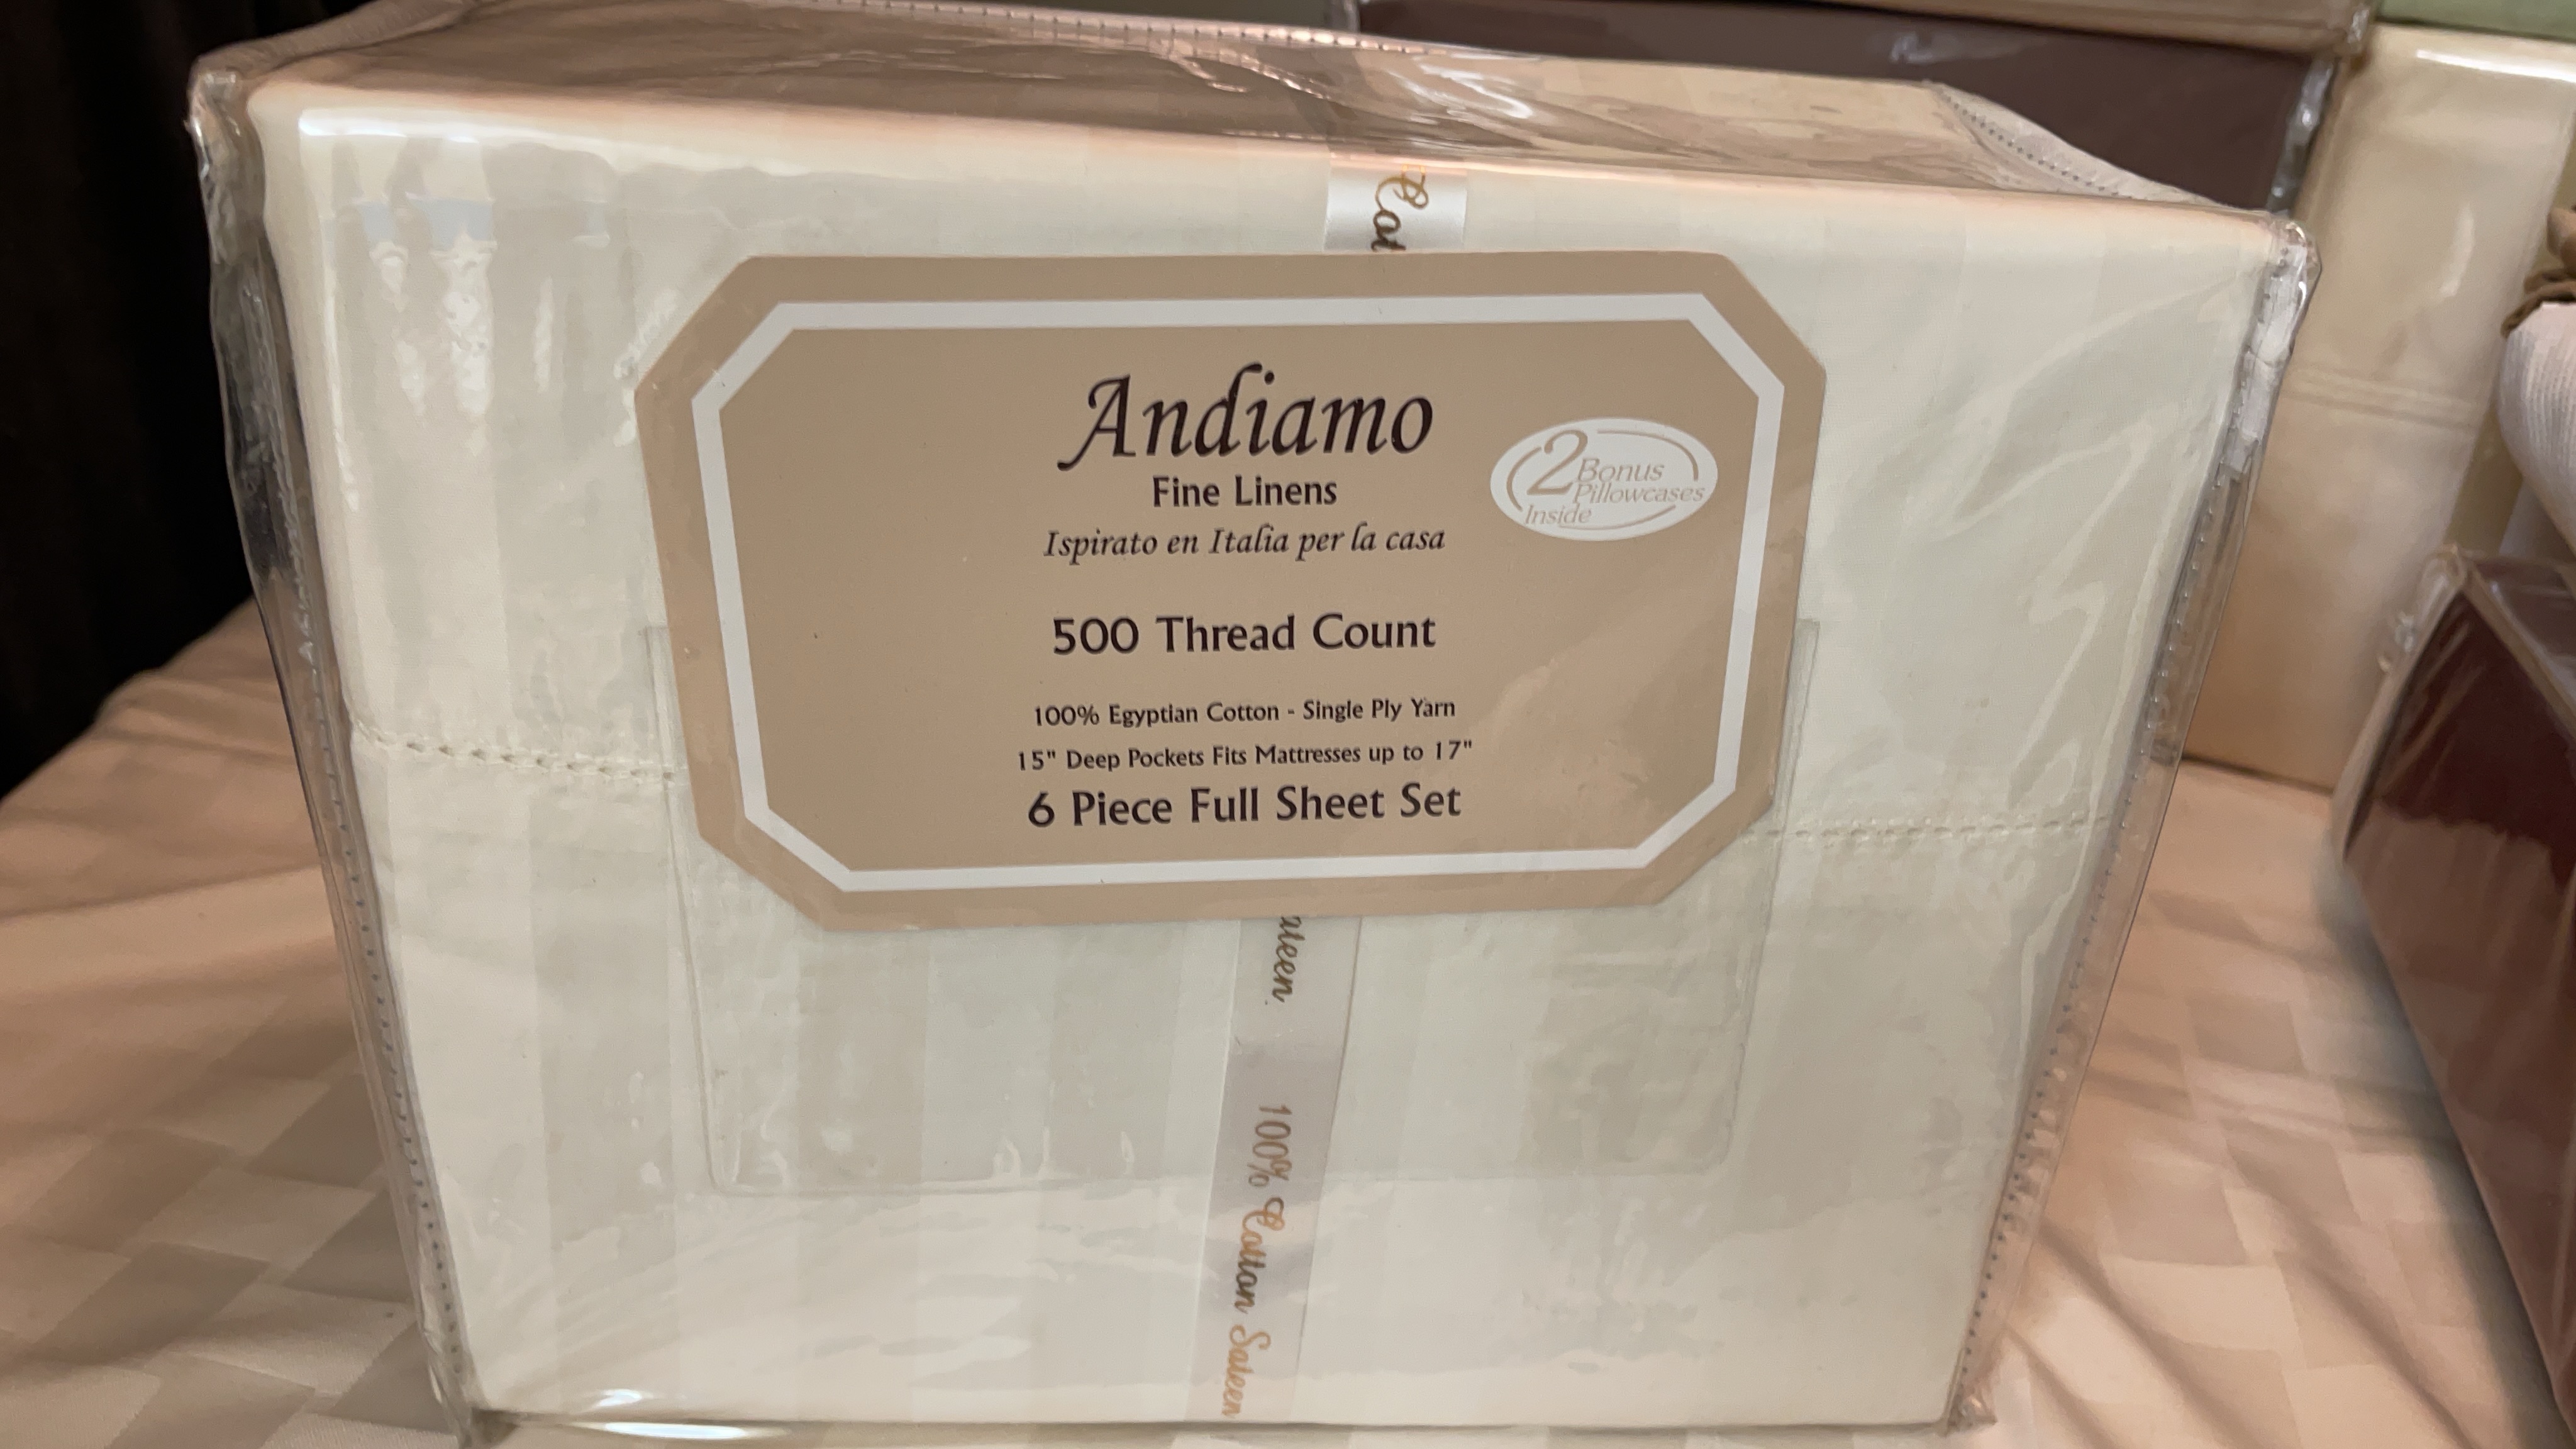 Cot
Andiamo
Fine Linens
Ispirato en Italia per la casa
2 Bonus
Pillowcases
Inside
500 Thread Count
100% Egyptian Cotton - Single Ply Yarn
15" Deep Pockets Fits Mattresses up to 17"
6 Piece Full Sheet Set
ateen
100% Cotton Sateen